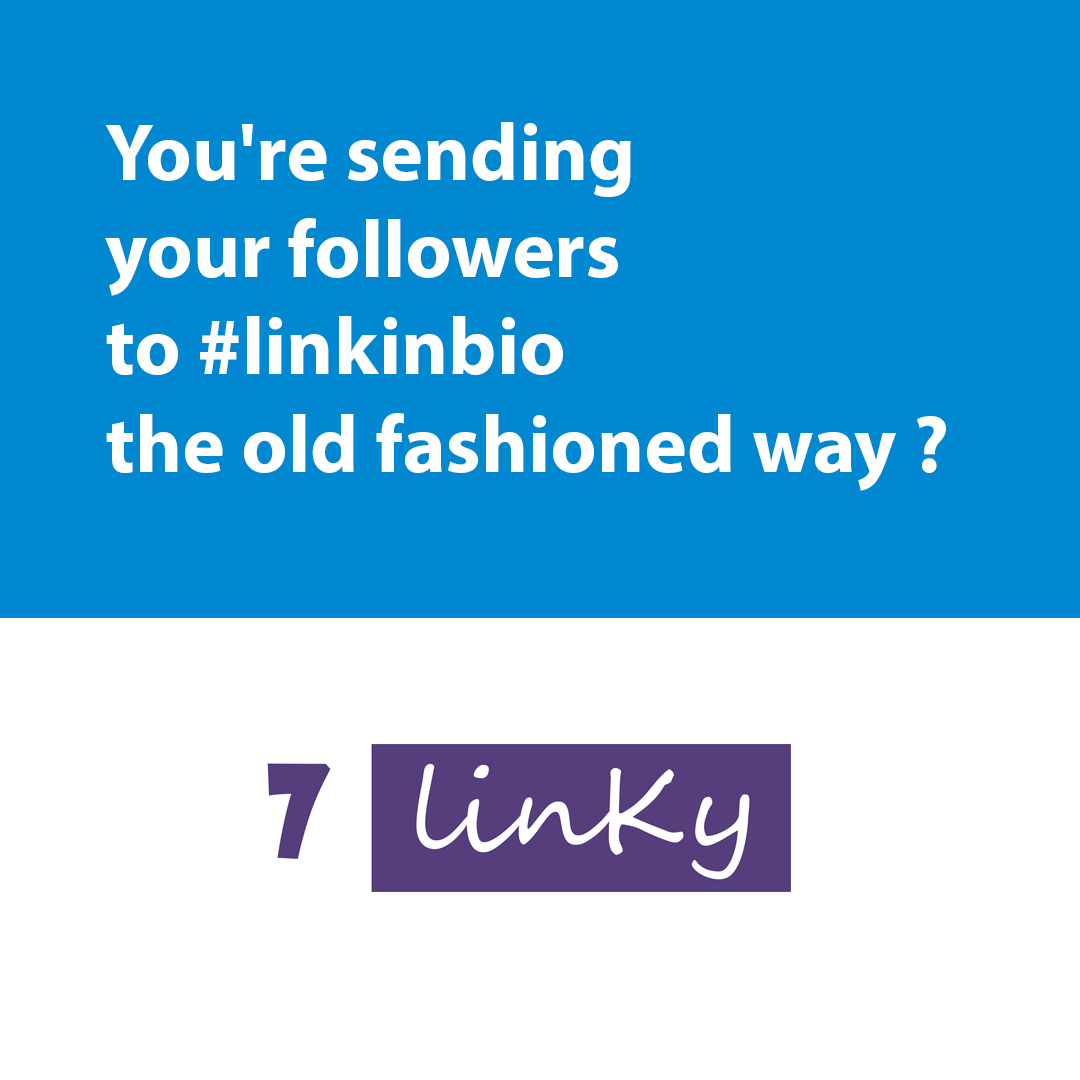 You're sending
your followers
to #linkinbio
the old fashioned way ?
7 linKy